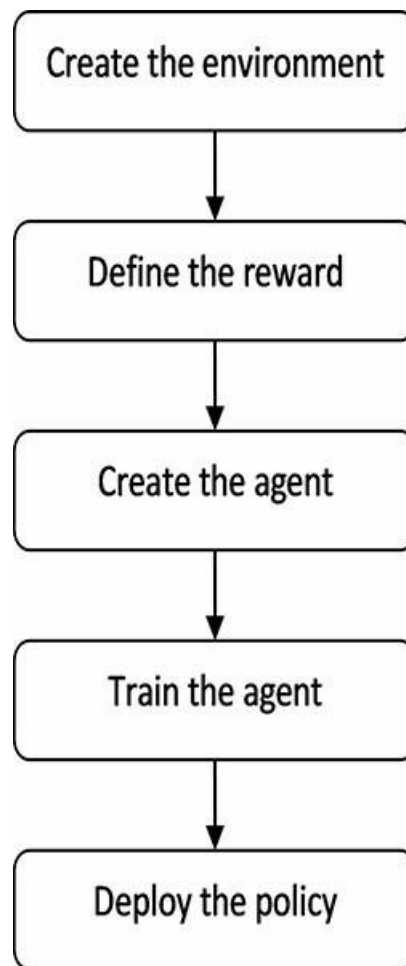 Create the environment
Define the reward
Create the agent
Train the agent
Deploy the policy